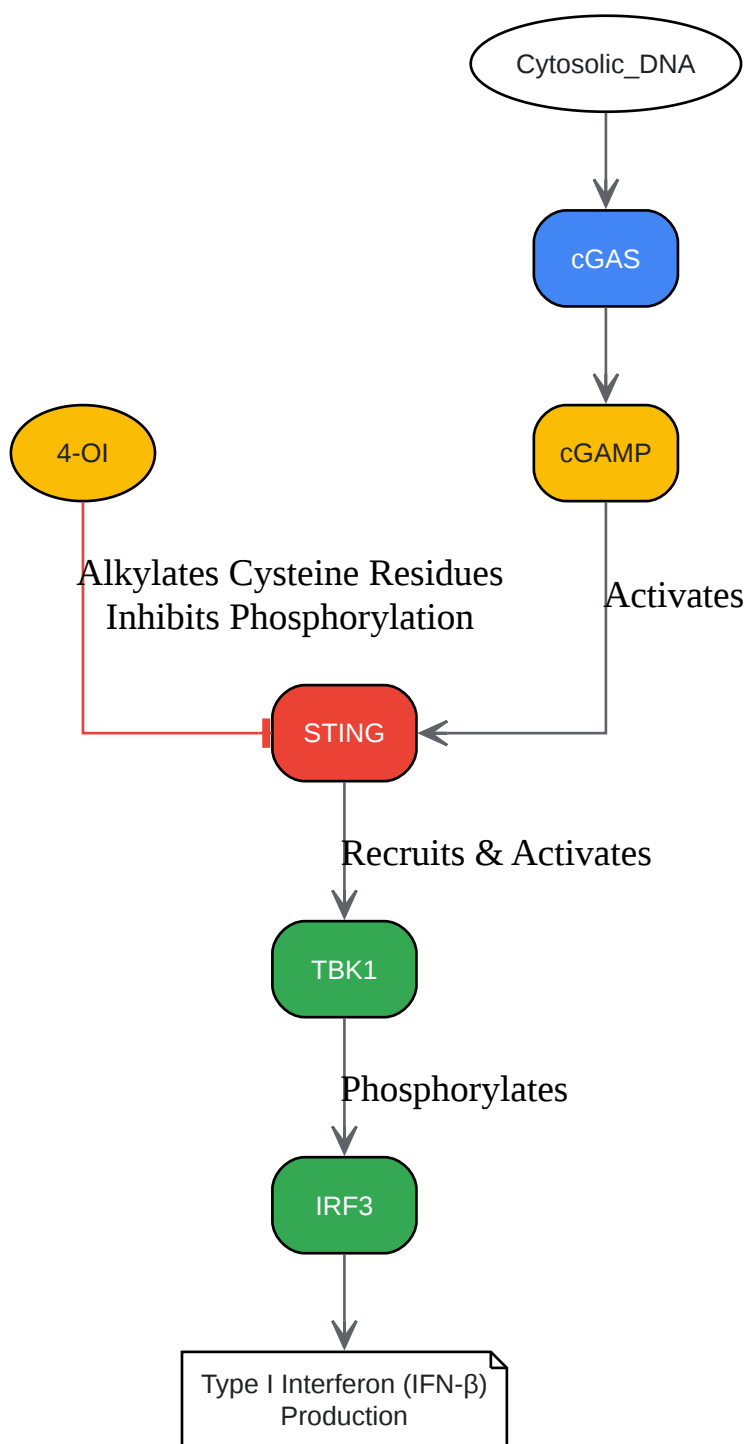 Cytosolic_DNA
cGAS
4-OI
cGAMP
Alkylates Cysteine Residues
Inhibits Phosphorylation
Activates
STING
Recruits & Activates
TBK1
Phosphorylates
IRF3
Type I Interferon (IFN-β)
Production